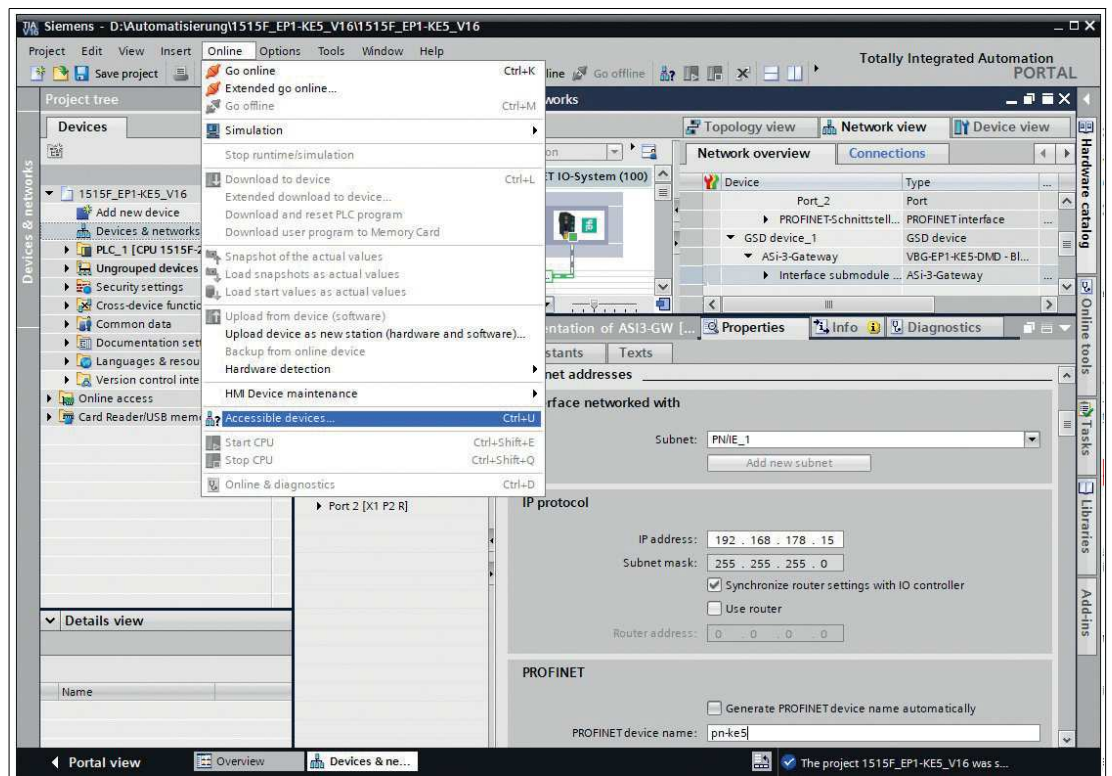 Siemens - D:\Automatisierung\1515F_EP1-KE5_V16\1515F_EP1-KE5_V16
Project Edit View Insert Online Options Tools Window Help
Totally Integrated Automation
PORTAL
Save project
Go offline
Go online Ctrl+K
Extended go online...
Go offline Ctrl+M
Simulation
Stop runtime/simulation
Download to device Ctrl+L
Extended download to device...
Download and reset PLC program
Download user program to Memory Card
Snapshot of the actual values
Load snapshots as actual values
Load start values as actual values
Upload from device (software)
Upload device as new station (hardware and software)...
Backup from online device
Hardware detection
HMI Device maintenance
Accessible devices... Ctrl+U
Start CPU Ctrl+Shift+E
Stop CPU Ctrl+Shift+Q
Online & diagnostics Ctrl+D
Project tree
Devices
Devices & networks
1515F_EP1-KE5_V16
Add new device
Devices & networks
PLC_1 [CPU 1515F-2
Ungrouped devices
Security settings
Cross-device functio
Common data
Documentation sett
Languages & resou
Version control inte
Online access
Card Reader/USB memo
Details view
Name
works
Topology view Network view Device view
on
ET IO-System (100)
Network overview Connections
Device Type ...
Port_2 Port
PROFINET-Schnittstell... PROFINET interface ...
GSD device_1 GSD device
ASi-3-Gateway VBG-EP1-KE5-DMD - Bl...
Interface submodule ... ASi-3-Gateway ...
Port 2 [X1 P2 R]
entation of ASI3-GW [...
Properties Info Diagnostics
stants Texts
net addresses
rface networked with
Subnet: PN/IE_1
Add new subnet
IP protocol
IP address: 192 . 168 . 178 . 15
Subnet mask: 255 . 255 . 255 . 0
Synchronize router settings with IO controller
Use router
Router address: 0 . 0 . 0 . 0
PROFINET
Generate PROFINET device name automatically
PROFINET device name: pn-ke5
Hardware catalog
Online tools
Tasks
Libraries
Add-ins
Portal view Overview Devices & ne...
The project 1515F_EP1-KE5_V16 was s...